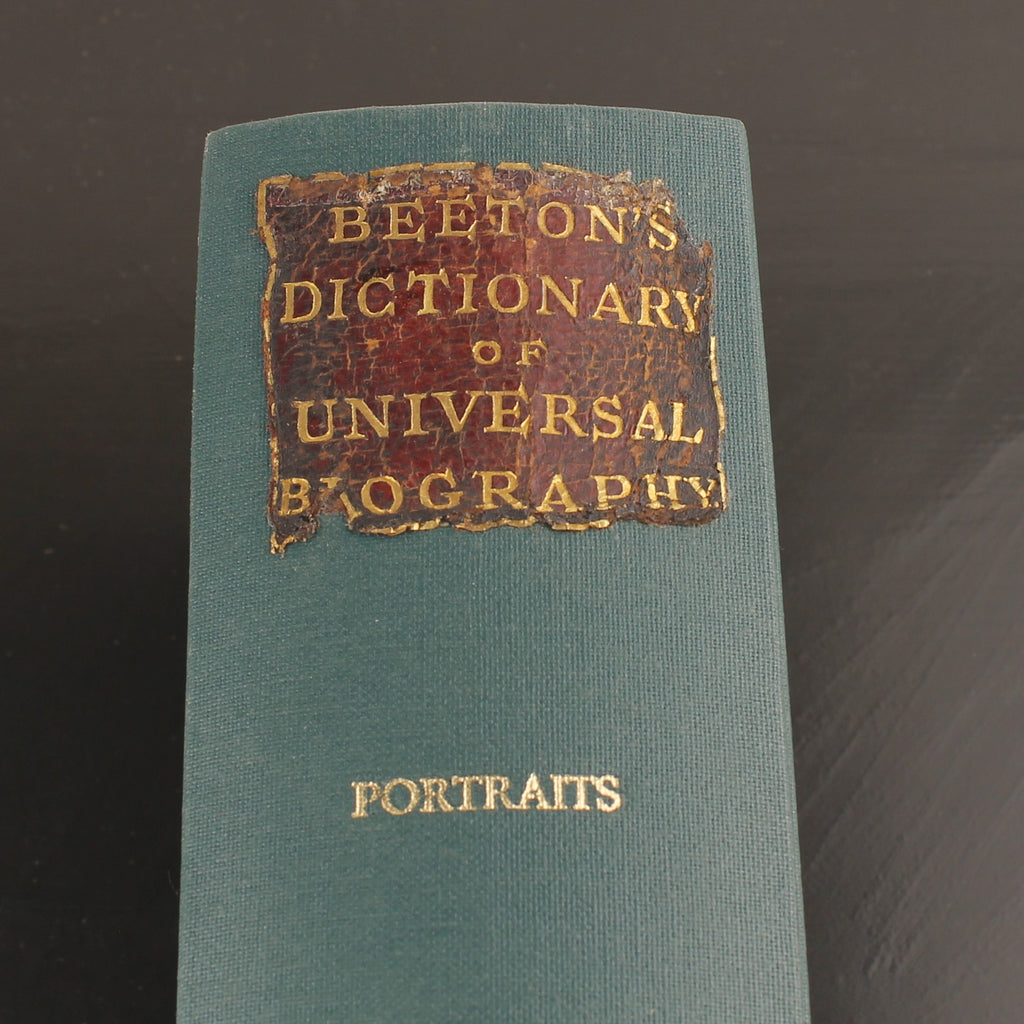 BEETON'S
DICTIONARY
OF
UNIVERSAL
BIOGRAPHY.
PORTRAITS